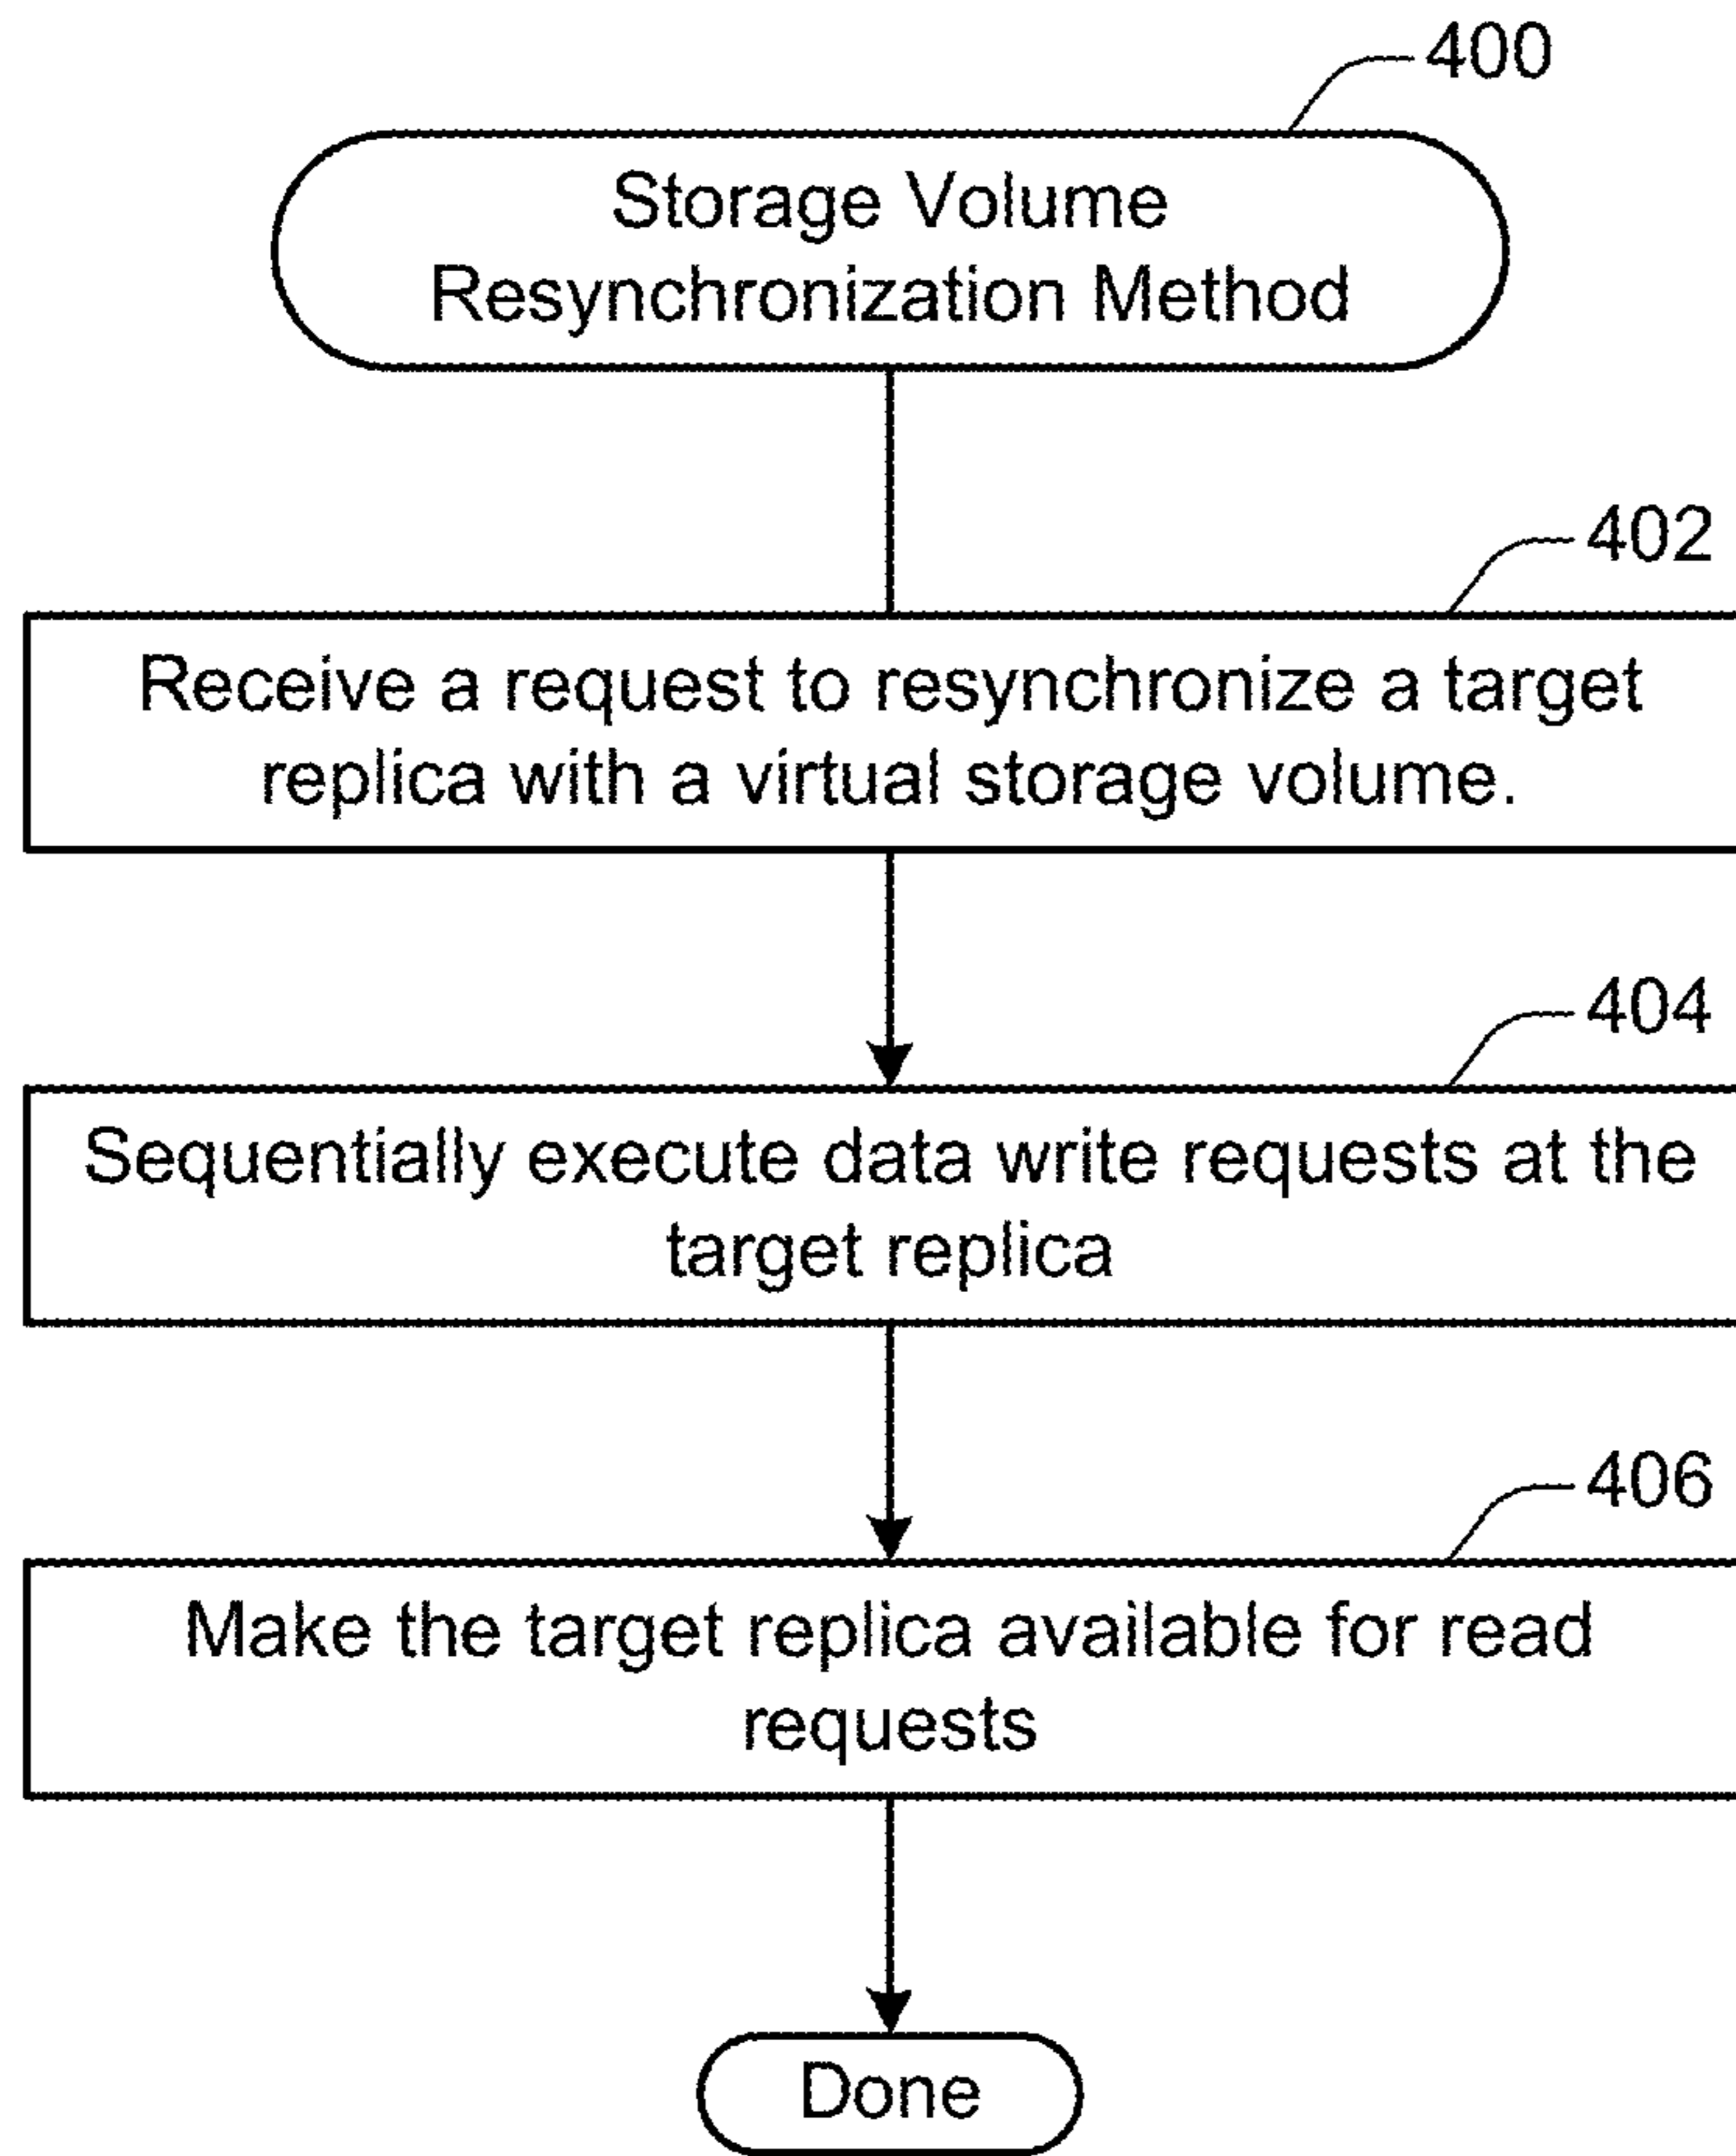 400
Storage Volume
Resynchronization Method
402
Receive a request to resynchronize a target
replica with a virtual storage volume.
404
Sequentially execute data write requests at the
target replica
406
Make the target replica available for read
requests
Done